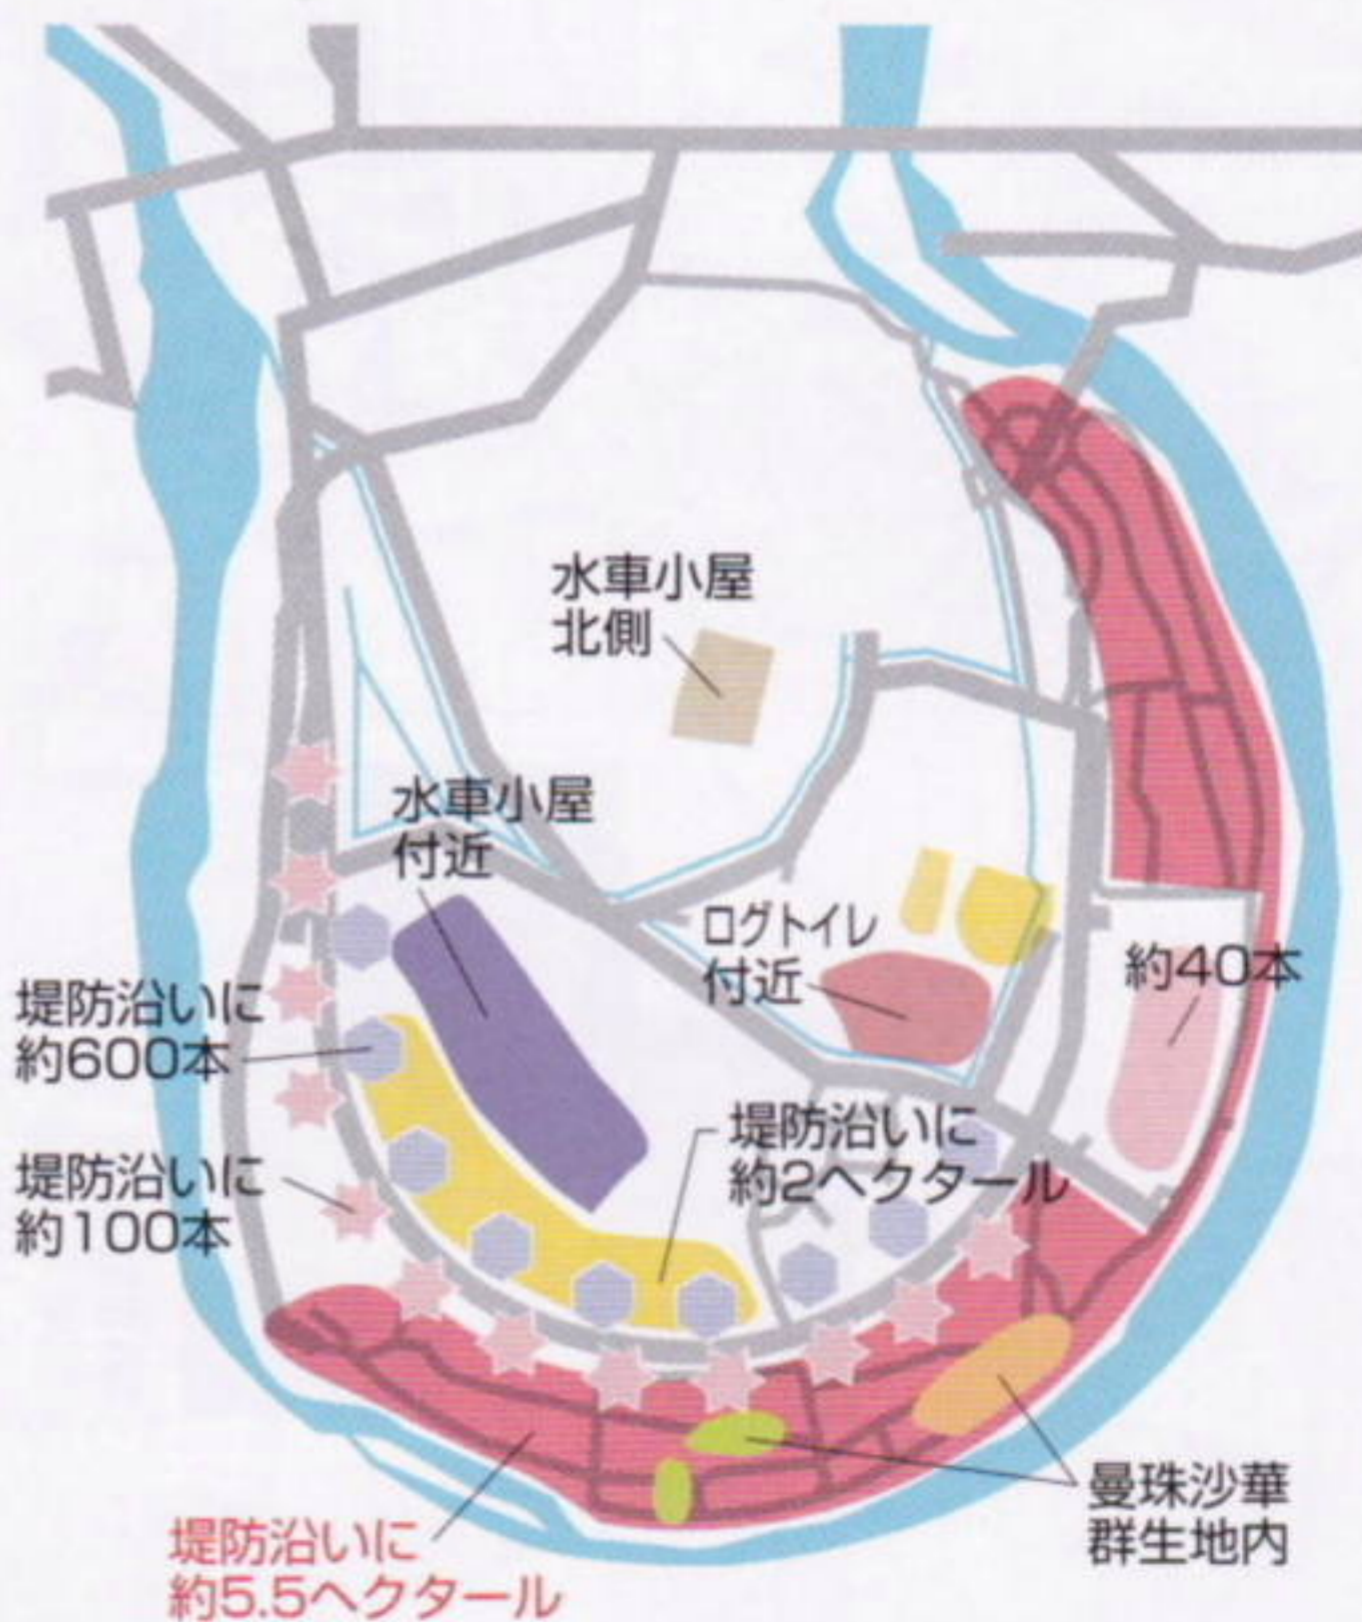 水車小屋
北側
水車小屋
付近
ログトイレ
付近
約40本
堤防沿いに
約600本
堤防沿いに
約2ヘクタール
堤防沿いに
約100本
曼珠沙華
群生地内
堤防沿いに
約5.5ヘクタール